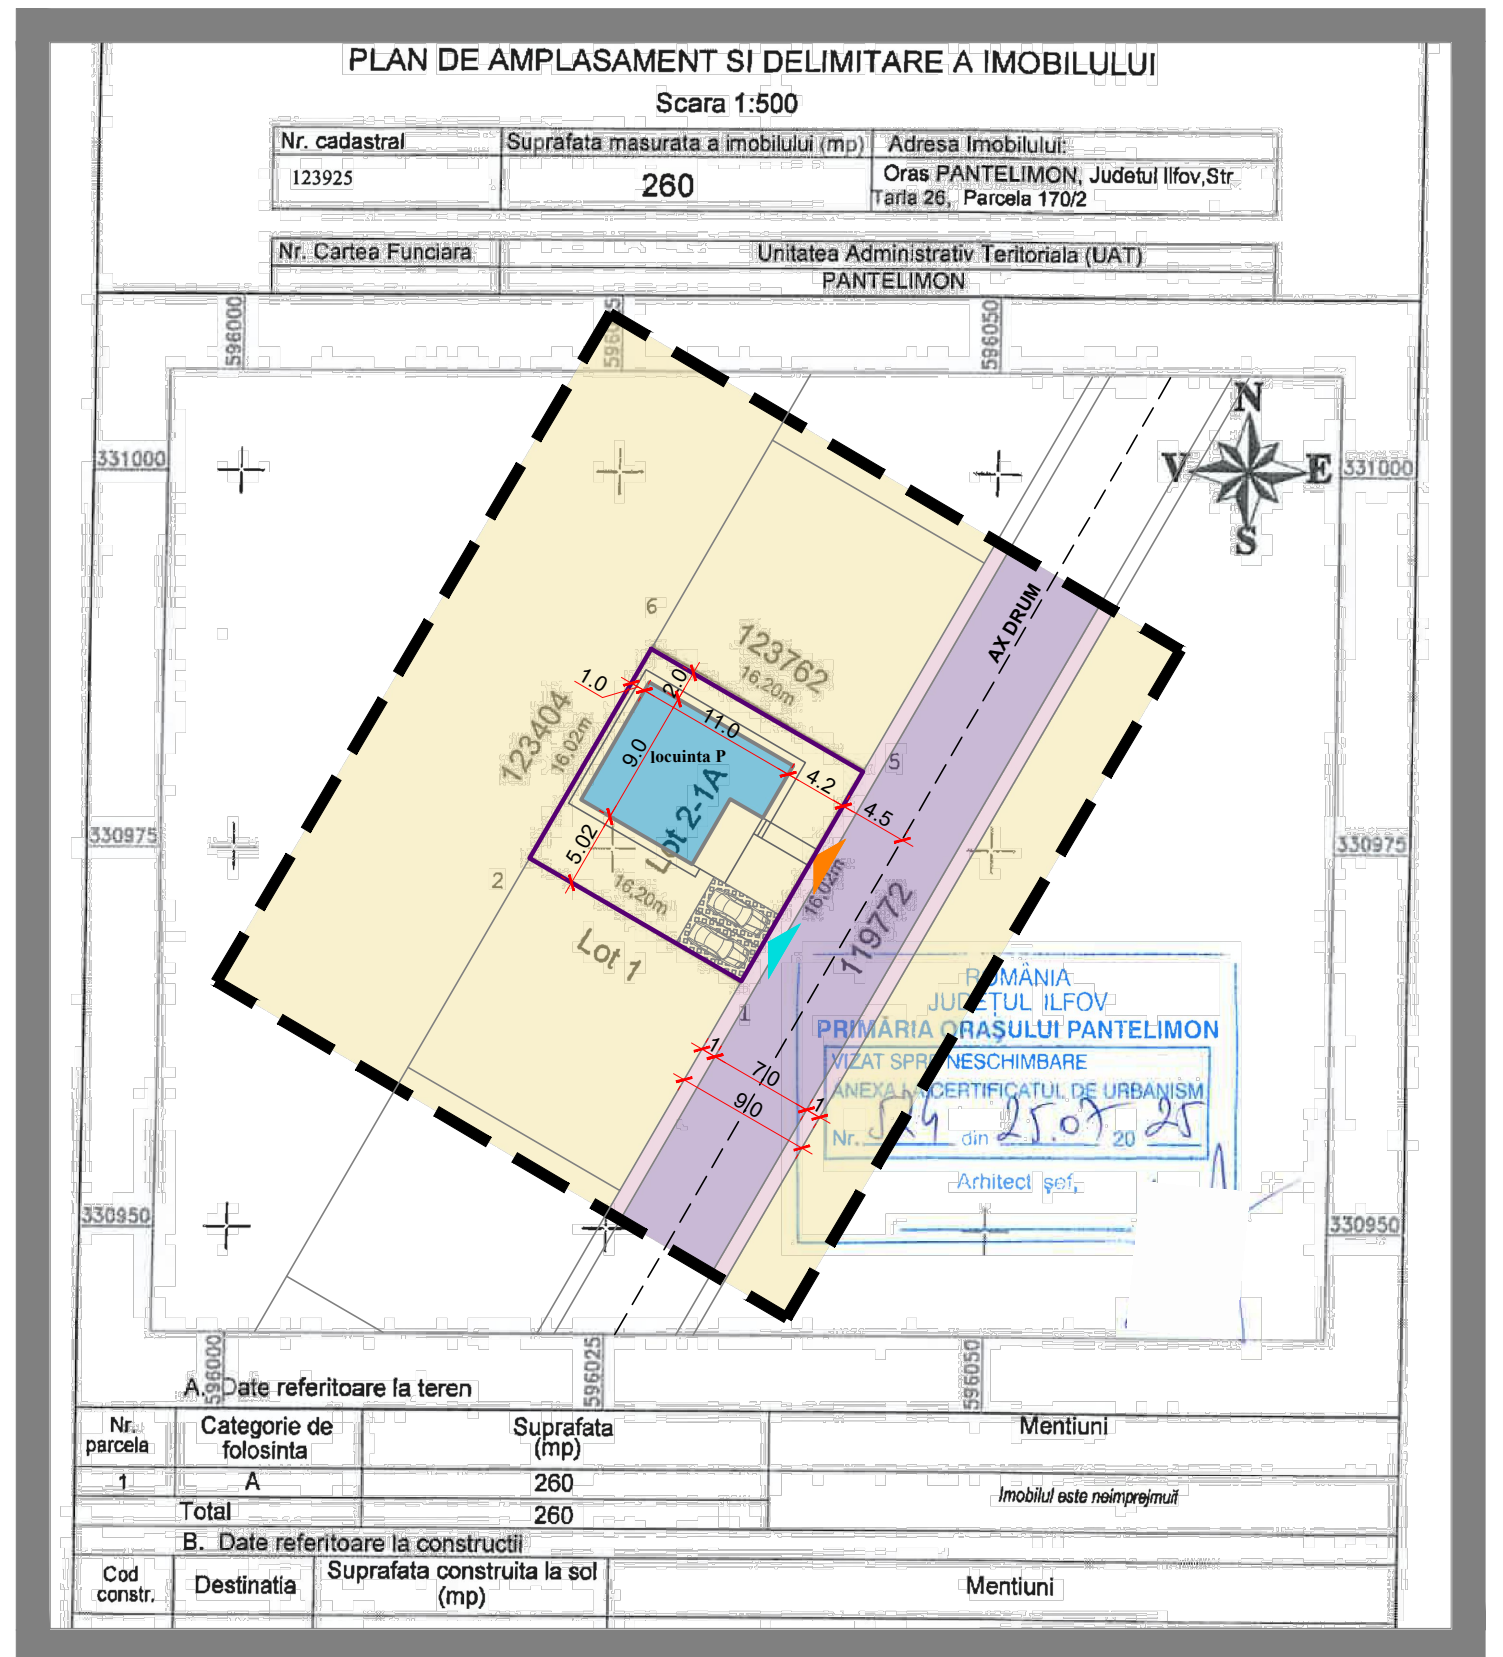 PLAN DE AMPLASAMENT SI DELIMITARE A IMOBILULUI
Scara 1:500
Nr. cadastral
Suprafata masurata a imobilului (mp)
Adresa Imobilului:
123925
260
Oras PANTELIMON, Judetul Ilfov,Str
Tarla 26, Parcela 170/2
Nr. Cartea Funciara
Unitatea Administrativ Teritoriala (UAT)
PANTELIMON
596000
596050
N
V
E
S
331000
331000
AX DRUM
6
123762
16,20m
1.0
2.0
123404
16,02m
11.0
9.0
locuinta P
Lot 2-1A
5
4.2
4.5
330975
330975
5.02
2
16,20m
16,02m
119772
Lot 1
1
1
7|0
9|0
1
ROMÂNIA
JUDEȚUL ILFOV
PRIMĂRIA ORAȘULUI PANTELIMON
VIZAT SPRE NESCHIMBARE
ANEXA LA CERTIFICATUL DE URBANISM
Nr. 524 din 25.07 20 25
Arhitect șef,
330950
330950
596000
596025
596050
A. Date referitoare la teren
Nr. parcela
Categorie de folosinta
Suprafata (mp)
Mentiuni
1
A
260
Imobilul este neimprejmuit
Total
260
B. Date referitoare la constructii
Cod constr.
Destinatia
Suprafata construita la sol (mp)
Mentiuni